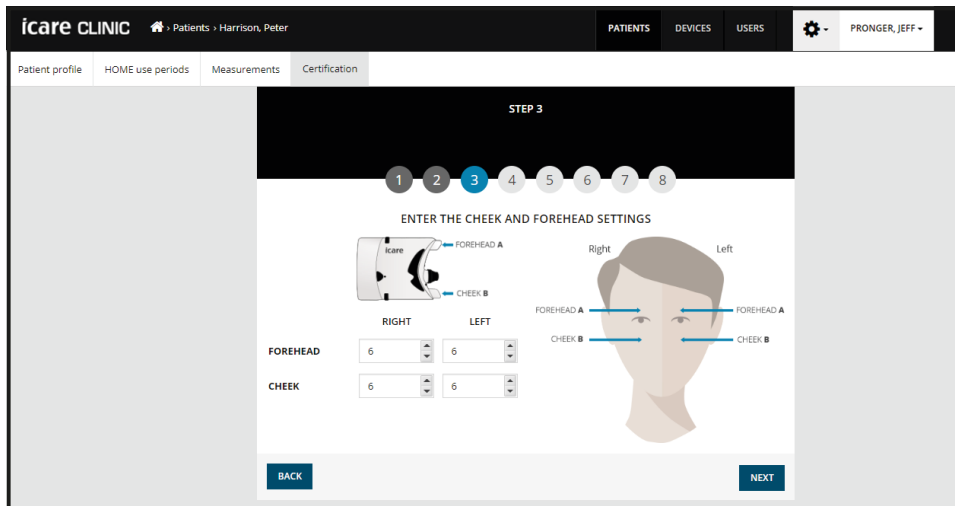 icare CLINIC › Patients › Harrison, Peter PATIENTS DEVICES USERS PRONGER, JEFF
Patient profile HOME use periods Measurements Certification
STEP 3
1 2 3 4 5 6 7 8
ENTER THE CHEEK AND FOREHEAD SETTINGS
icare FOREHEAD A
CHEEK B
Right Left
FOREHEAD A FOREHEAD A
CHEEK B CHEEK B
RIGHT LEFT
FOREHEAD 6 6
CHEEK 6 6
BACK NEXT